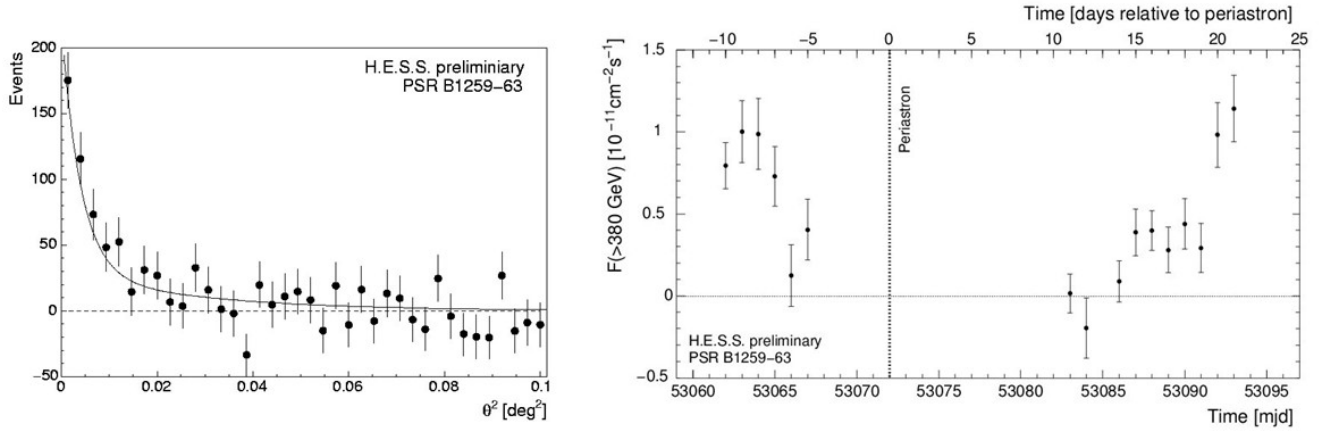 200
150
100
50
0
−50
Events
H.E.S.S. preliminiary
PSR B1259−63
0 0.02 0.04 0.06 0.08 0.1
θ² [deg²]
Time [days relative to periastron]
−10 −5 0 5 10 15 20 25
1.5
1
0.5
0
−0.5
F(>380 GeV) [10⁻¹¹cm⁻²s⁻¹]
Periastron
H.E.S.S. preliminary
PSR B1259−63
53060 53065 53070 53075 53080 53085 53090 53095
Time [mjd]